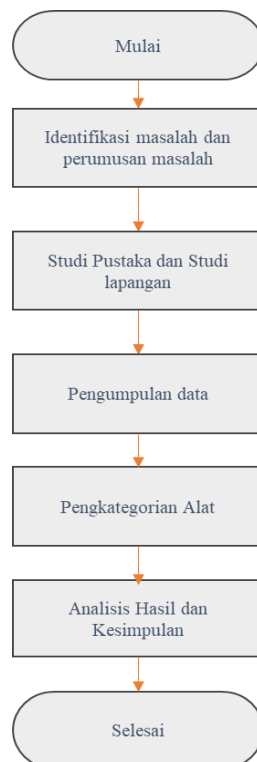 Mulai
Identifikasi masalah dan
perumusan masalah
Studi Pustaka dan Studi
lapangan
Pengumpulan data
Pengkategorian Alat
Analisis Hasil dan
Kesimpulan
Selesai